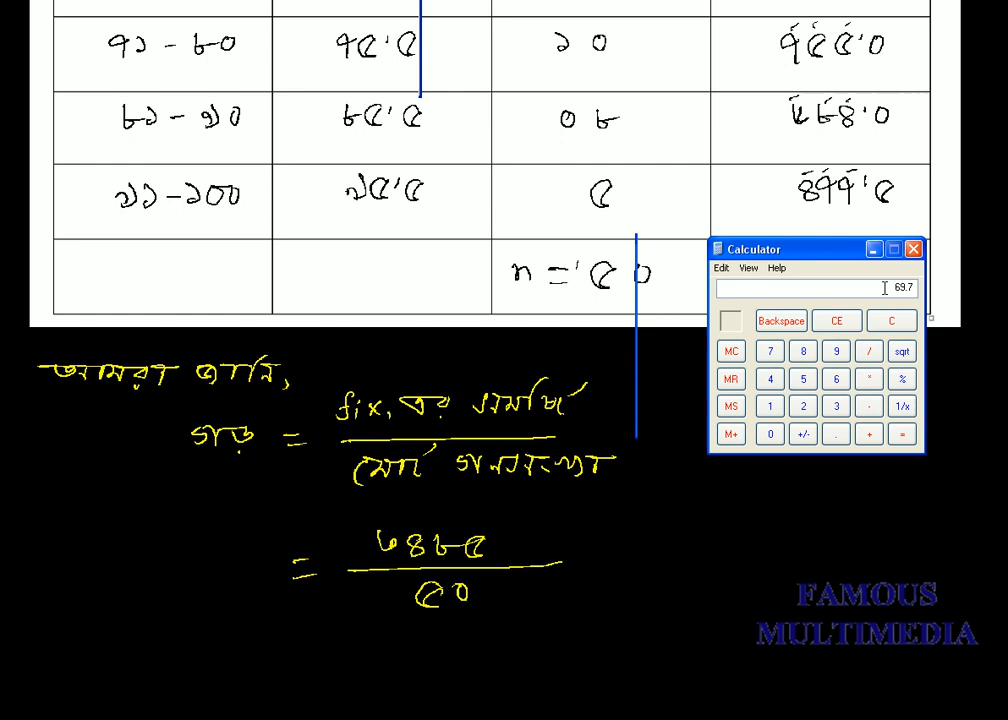 ৭১ - ৮০ ৭৫.৫ ১০ ৭৫৫.০
৮১ - ৯০ ৮৫.৫ ০৮ ৬৮৪.০
৯১-১০০ ৯৫.৫ ৫ ৪৭৭.৫
n = ৫০
Calculator
Edit View Help
69.7
Backspace CE C
MC 7 8 9 / sqrt
MR 4 5 6 * %
MS 1 2 3 - 1/x
M+ 0 +/- . + =
আমরা জানি,
গড় = fixi এর সমষ্টি
মোট গনসংখ্যা
= ৩৪৮৫
৫০
FAMOUS
MULTIMEDIA